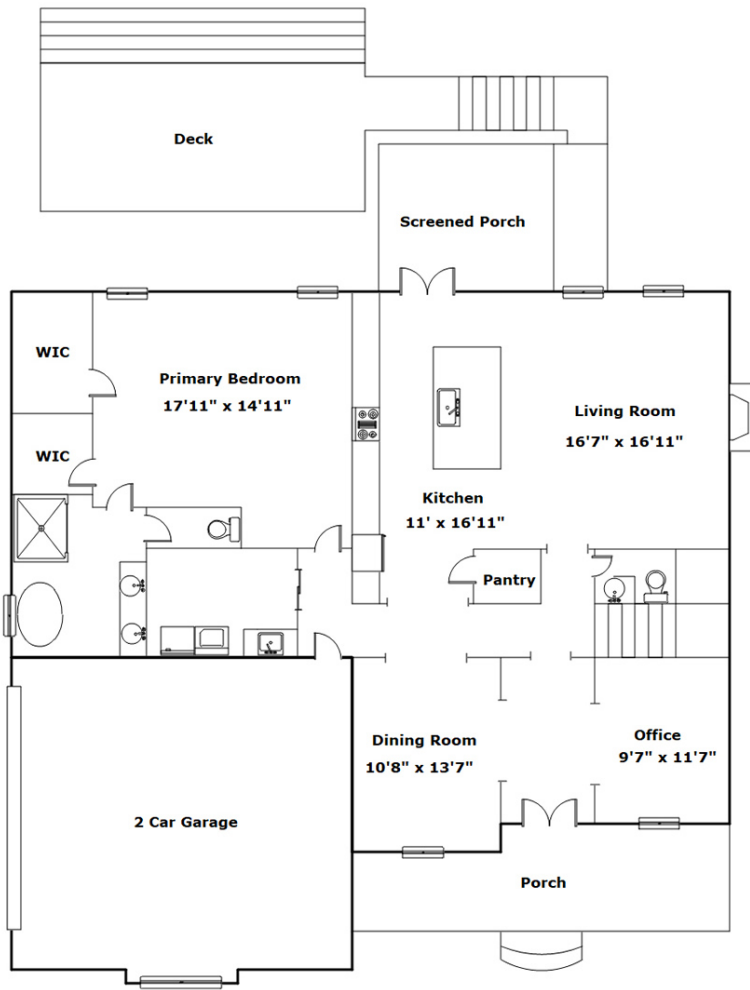 Deck
Screened Porch
WIC
Primary Bedroom
17'11" x 14'11"
Living Room
16'7" x 16'11"
WIC
Kitchen
11' x 16'11"
Pantry
Dining Room
10'8" x 13'7"
Office
9'7" x 11'7"
2 Car Garage
Porch